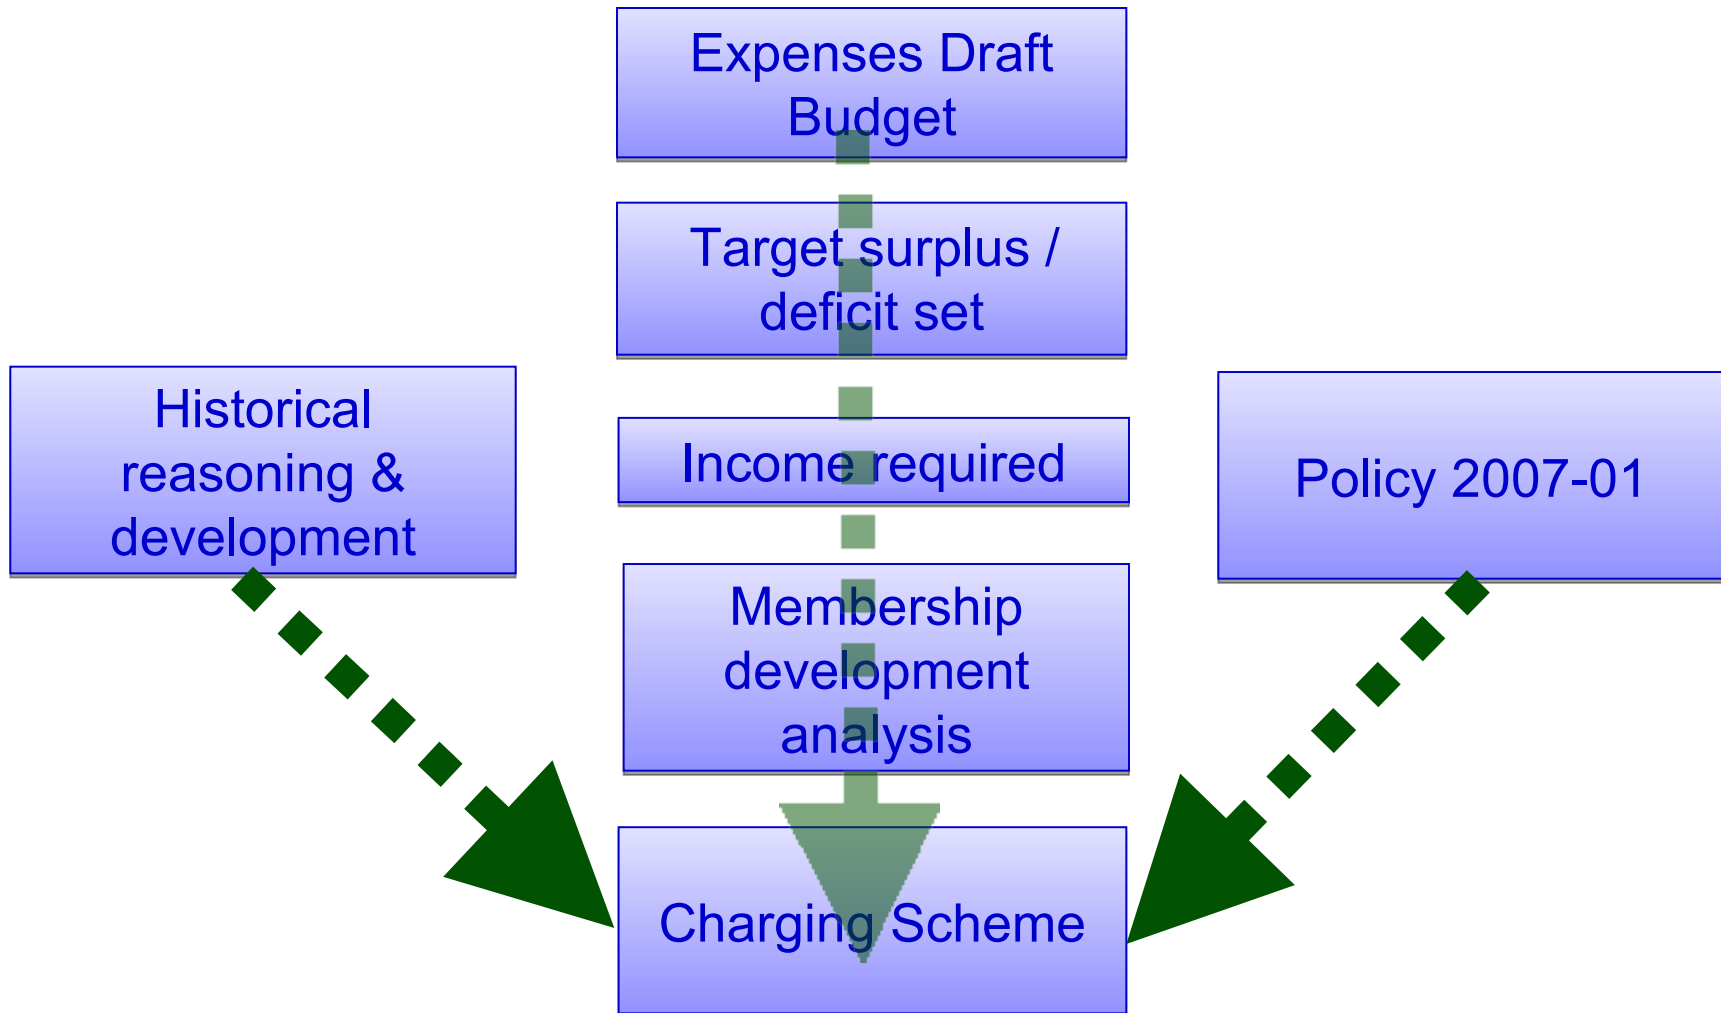 Expenses Draft
Budget
Target surplus /
deficit set
Historical
reasoning &
development
Income required
Policy 2007-01
Membership
development
analysis
Charging Scheme